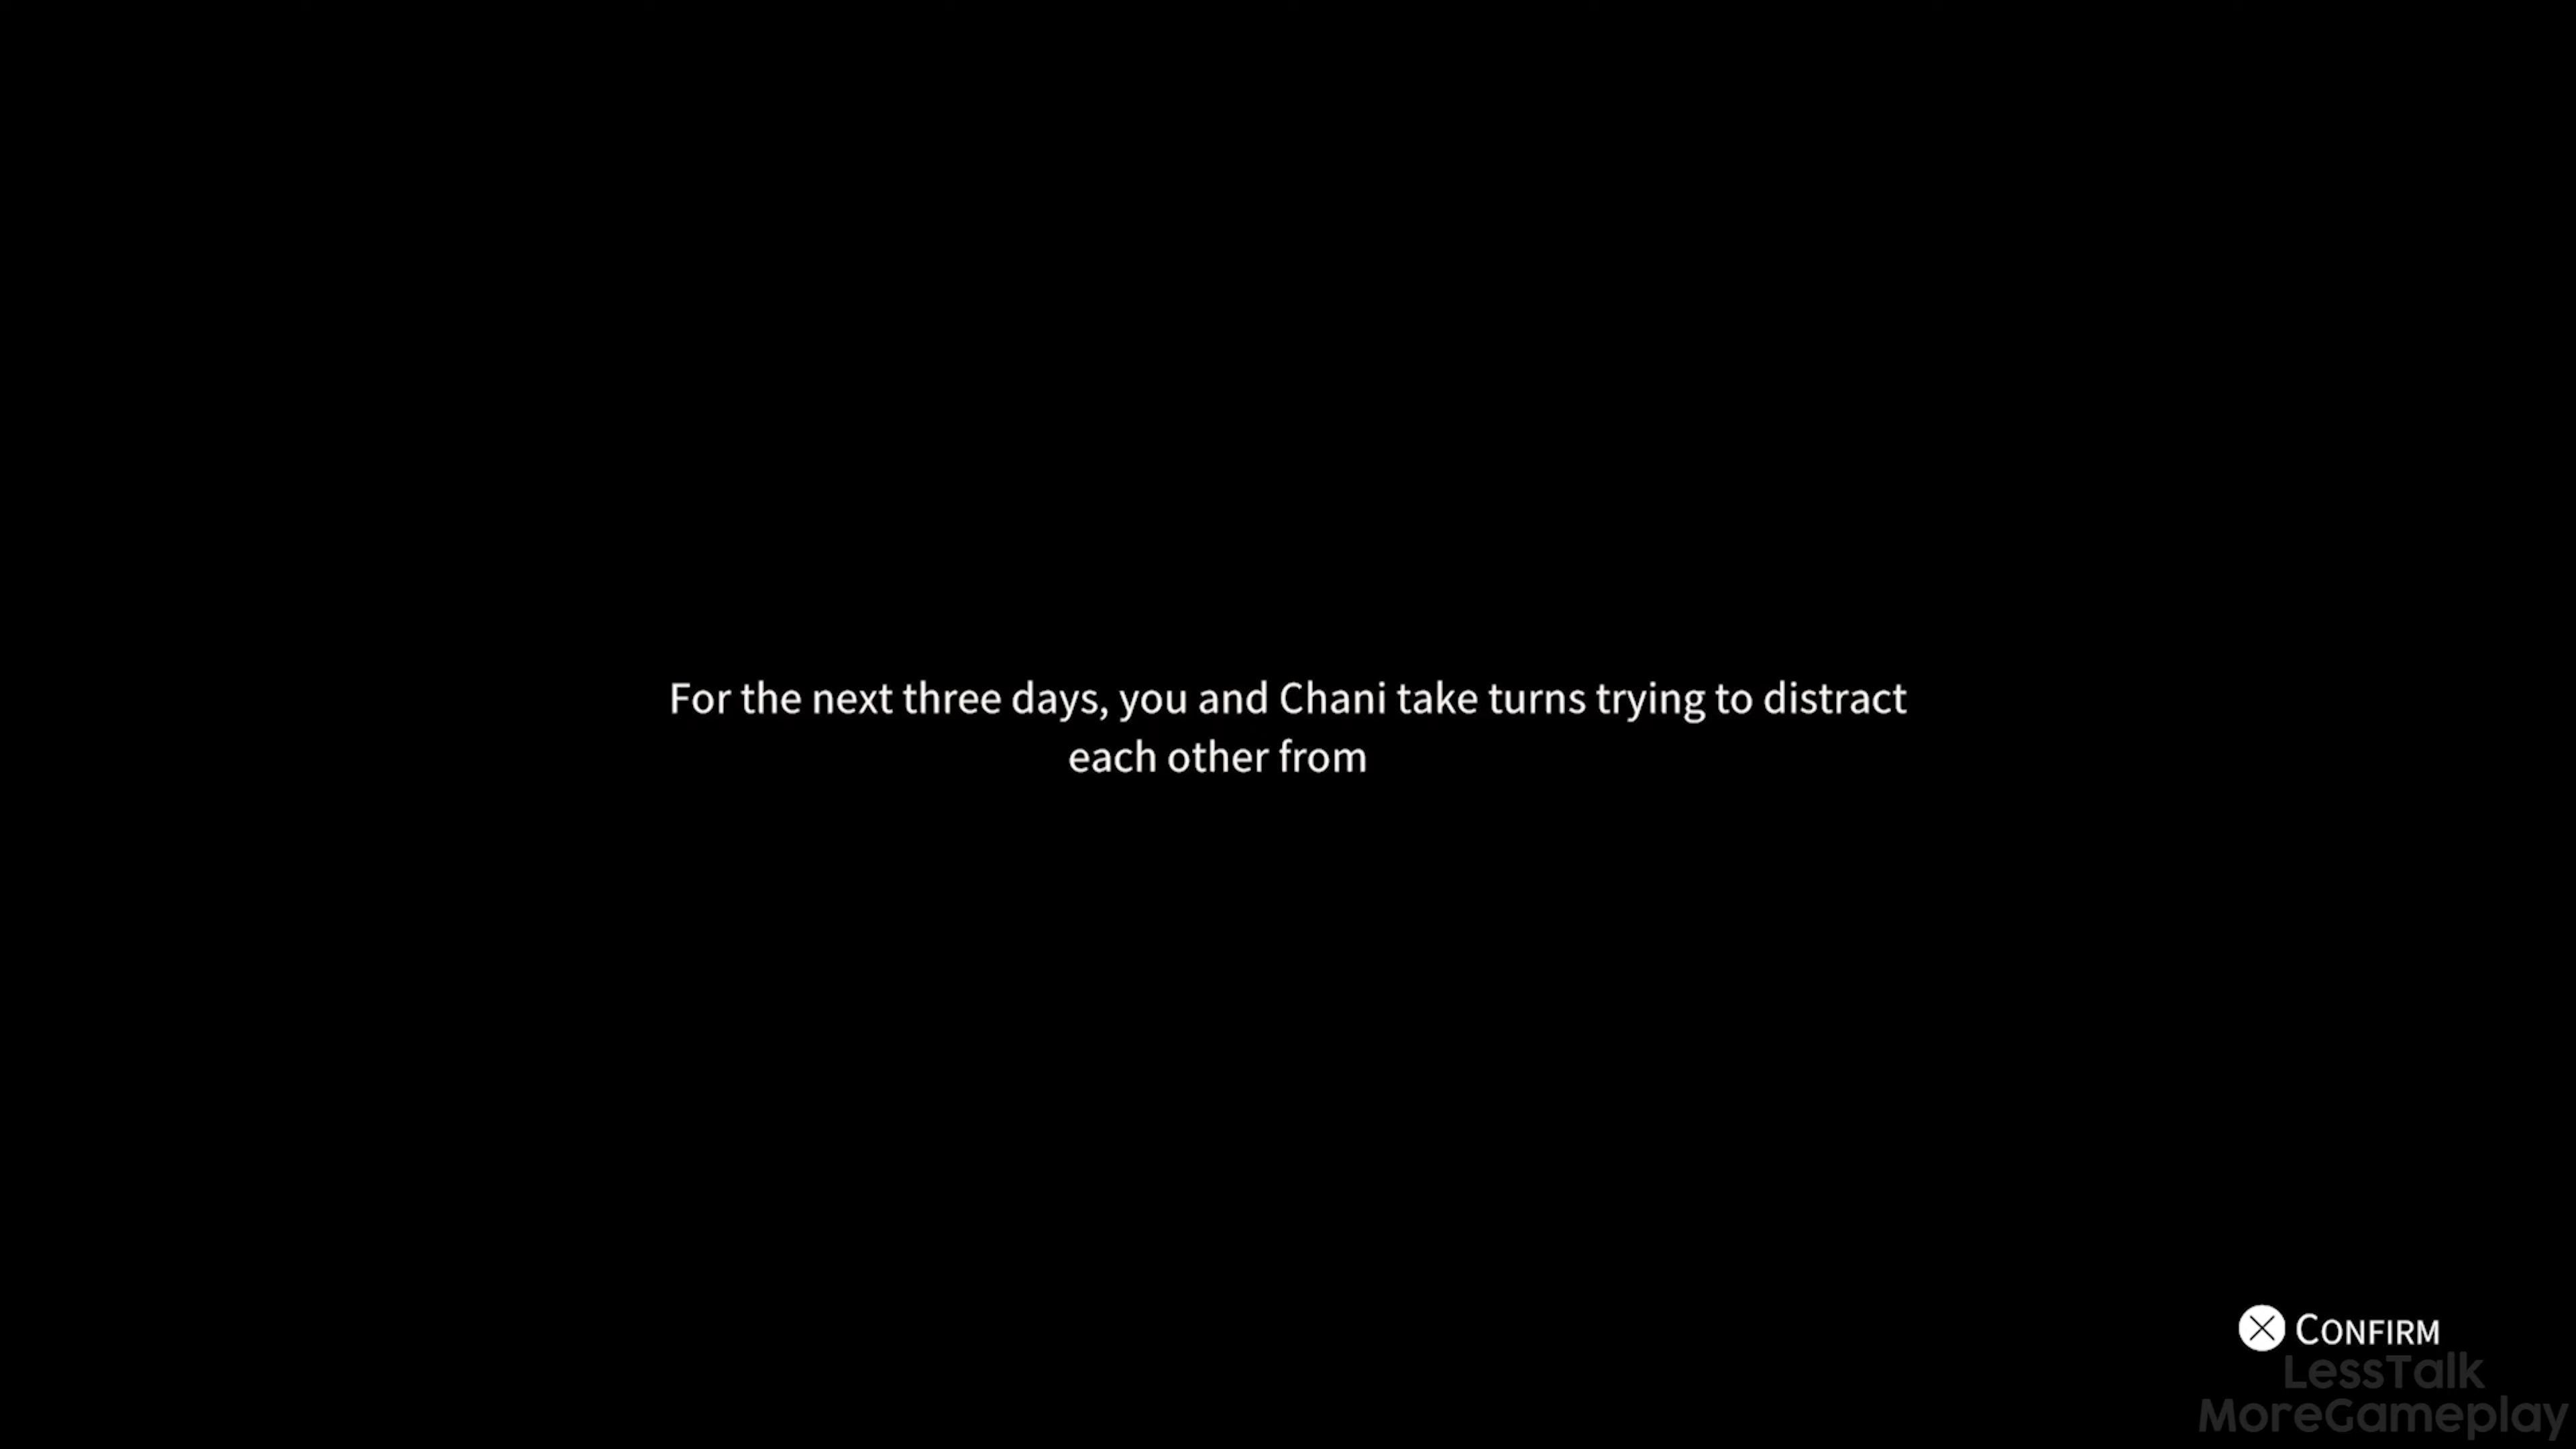 For the next three days, you and Chani take turns trying to distract
each other from
CONFIRM
LessTalk
MoreGameplay